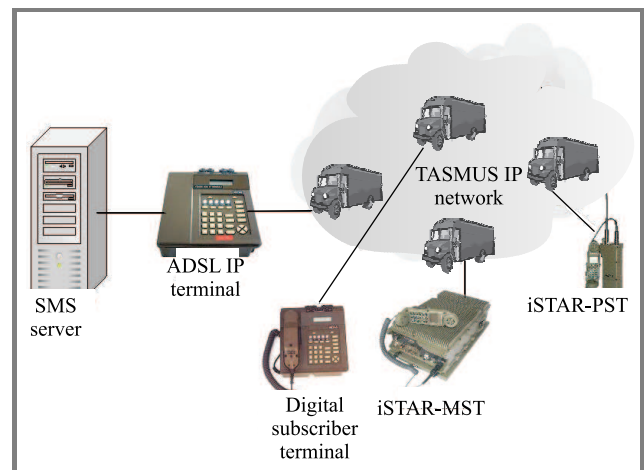 TASMUS IP
network
ADSL IP
terminal
SMS
server
iSTAR-PST
Digital
subscriber
terminal
iSTAR-MST